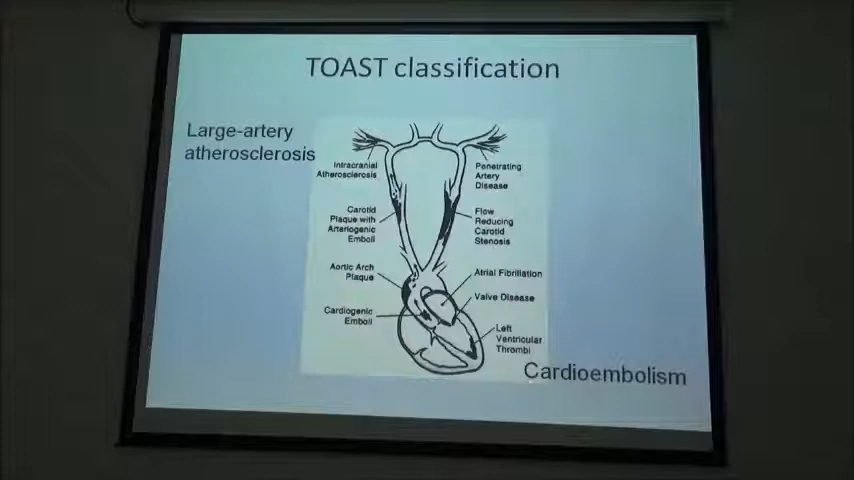 TOAST classification
Large-artery
atherosclerosis
Intracranial
Atherosclerosis
Penetrating
Artery
Disease
Carotid
Plaque with
Arteriogenic
Emboli
Flow
Reducing
Carotid
Stenosis
Aortic Arch
Plaque
Atrial Fibrillation
Valve Disease
Cardiogenic
Emboli
Left
Ventricular
Thrombi
Cardioembolism